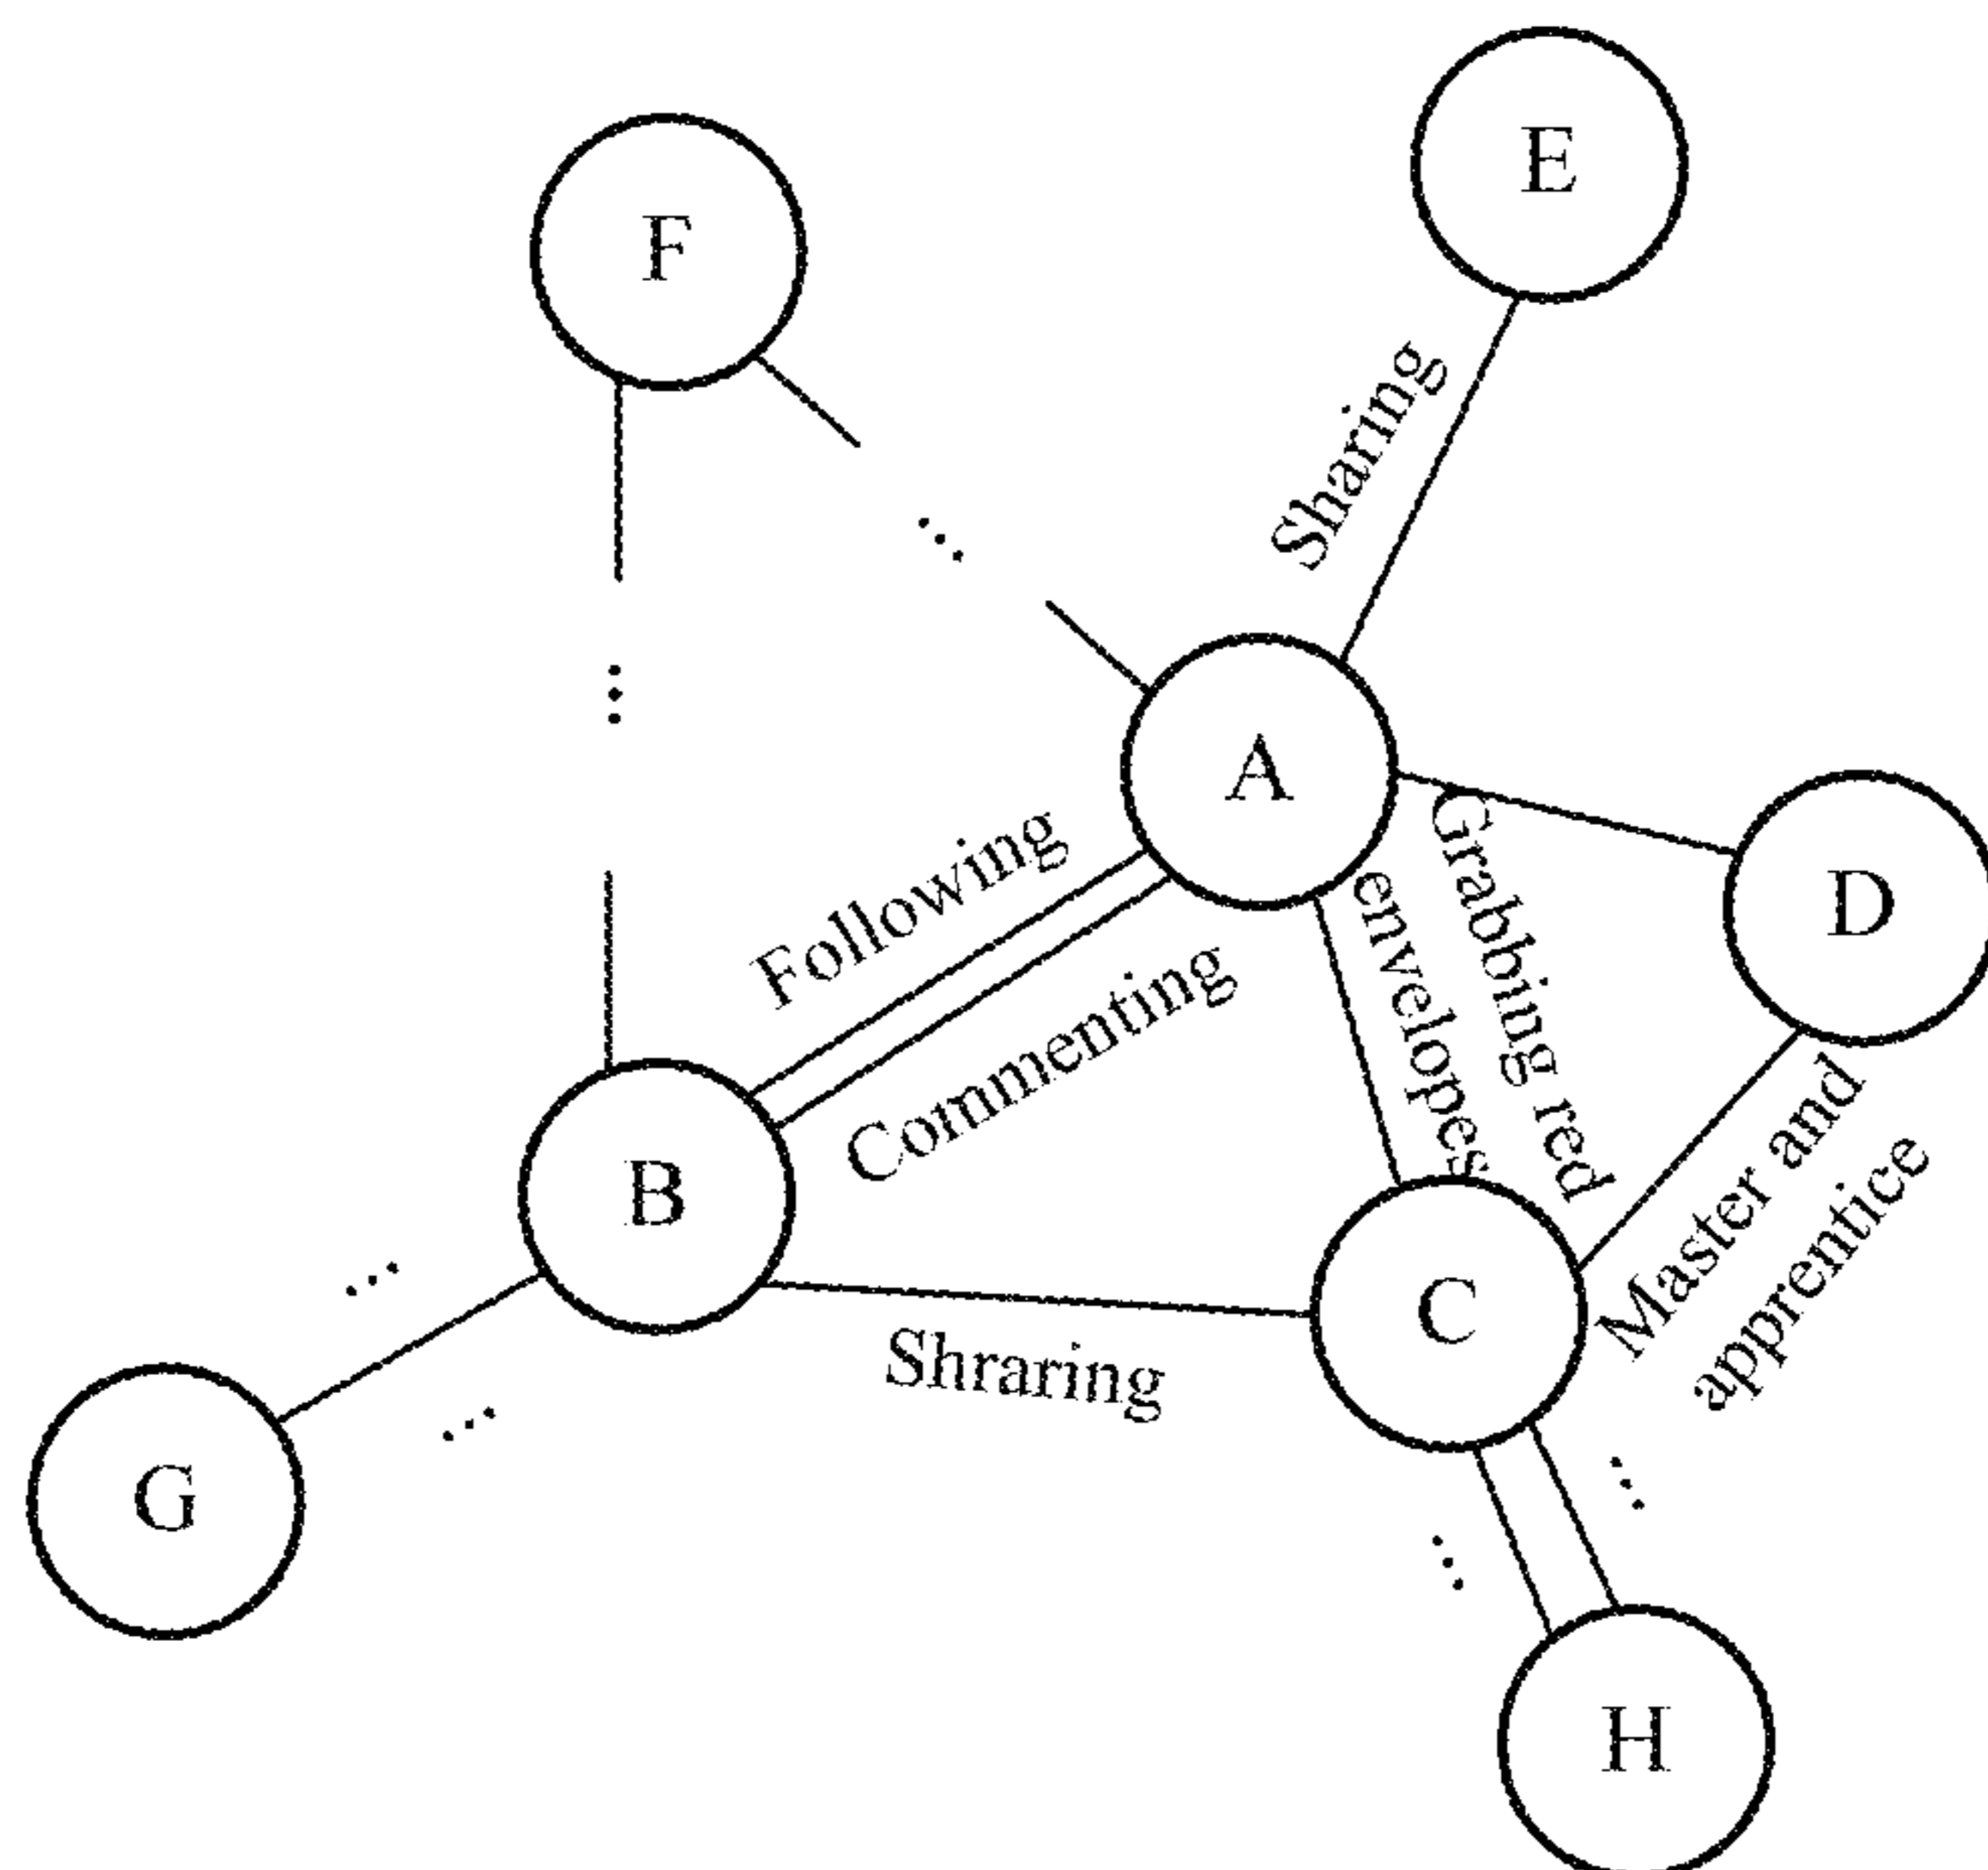 E
F
Sharing
A
Following
Commenting
Grabbing red
envelopes
D
B
C
Master and
apprentice
Shraring
G
H